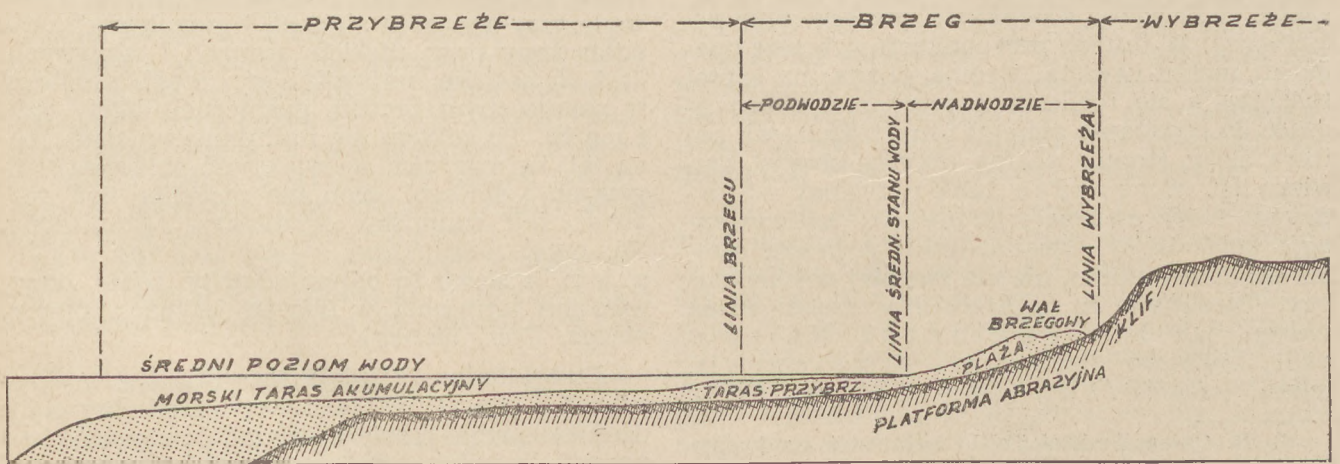 PRZYBRZEŻE
BRZEG
WYBRZEŻE
PODWODZIE
NADWODZIE
LINIA BRZEGU
LINIA ŚREDN. STANU WODY
LINIA WYBRZEŻA
WAŁ
BRZEGOWY
KLIF
ŚREDNI POZIOM WODY
PLAŻA
MORSKI TARAS AKUMULACYJNY
TARAS PRZYBRZ.
PLATFORMA ABRAZYJNA